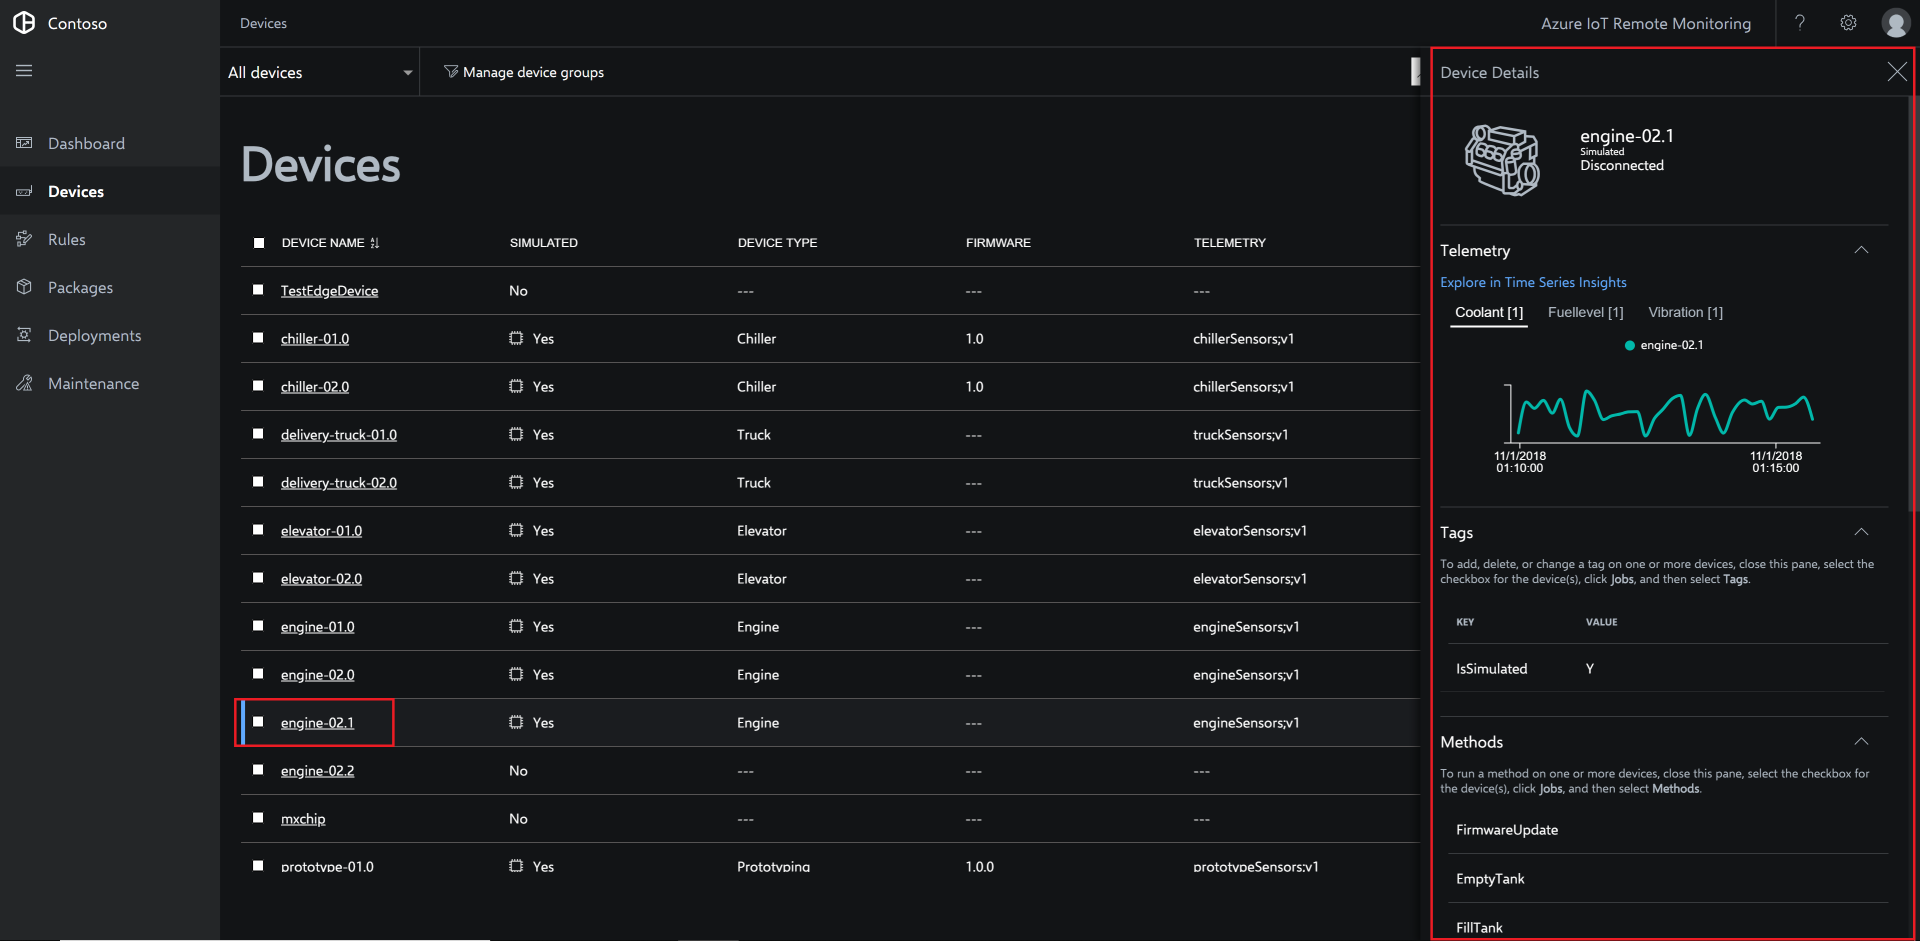 Contoso
Devices
Azure IoT Remote Monitoring
?
All devices
Manage device groups
Dashboard
Devices
Rules
Packages
Deployments
Maintenance
Devices
DEVICE NAME SIMULATED DEVICE TYPE FIRMWARE TELEMETRY
TestEdgeDevice No --- --- ---
chiller-01.0 Yes Chiller 1.0 chillerSensors;v1
chiller-02.0 Yes Chiller 1.0 chillerSensors;v1
delivery-truck-01.0 Yes Truck --- truckSensors;v1
delivery-truck-02.0 Yes Truck --- truckSensors;v1
elevator-01.0 Yes Elevator --- elevatorSensors;v1
elevator-02.0 Yes Elevator --- elevatorSensors;v1
engine-01.0 Yes Engine --- engineSensors;v1
engine-02.0 Yes Engine --- engineSensors;v1
engine-02.1 Yes Engine --- engineSensors;v1
engine-02.2 No --- --- ---
mxchip No --- --- ---
prototype-01.0 Yes Prototyping 1.0.0 prototypeSensors;v1
Device Details
engine-02.1
Simulated
Disconnected
Telemetry
Explore in Time Series Insights
Coolant [1] Fuellevel [1] Vibration [1]
engine-02.1
11/1/2018 11/1/2018
01:10:00 01:15:00
Tags
To add, delete, or change a tag on one or more devices, close this pane, select the
checkbox for the device(s), click Jobs, and then select Tags.
KEY VALUE
IsSimulated Y
Methods
To run a method on one or more devices, close this pane, select the checkbox for
the device(s), click Jobs, and then select Methods.
FirmwareUpdate
EmptyTank
FillTank